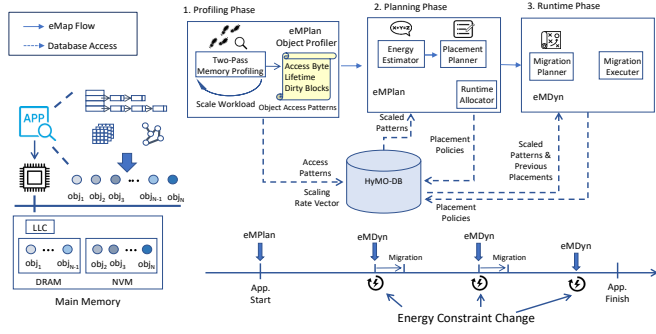 eMap Flow
Database Access
APP
obj1 obj2 obj3 objN-1 objN
LLC
obj1 objN-1
DRAM
obj2 obj3 objN
NVM
Main Memory
1. Profiling Phase
eMPlan
Object Profiler
Two-Pass
Memory Profiling
Scale Workload
Access Byte
Lifetime
Dirty Blocks
Object Access Patterns
2. Planning Phase
X+Y=Z
Energy
Estimator
Placement
Planner
eMPlan
Runtime
Allocator
3. Runtime Phase
Migration
Planner
Migration
Executer
eMDyn
Access
Patterns
Scaling
Rate Vector
Scaled
Patterns
Placement
Policies
HyMO-DB
Scaled
Patterns &
Previous
Placements
Placement
Policies
eMPlan
eMDyn
Migration
eMDyn
Migration
eMDyn
App.
Start
App.
Finish
Energy Constraint Change